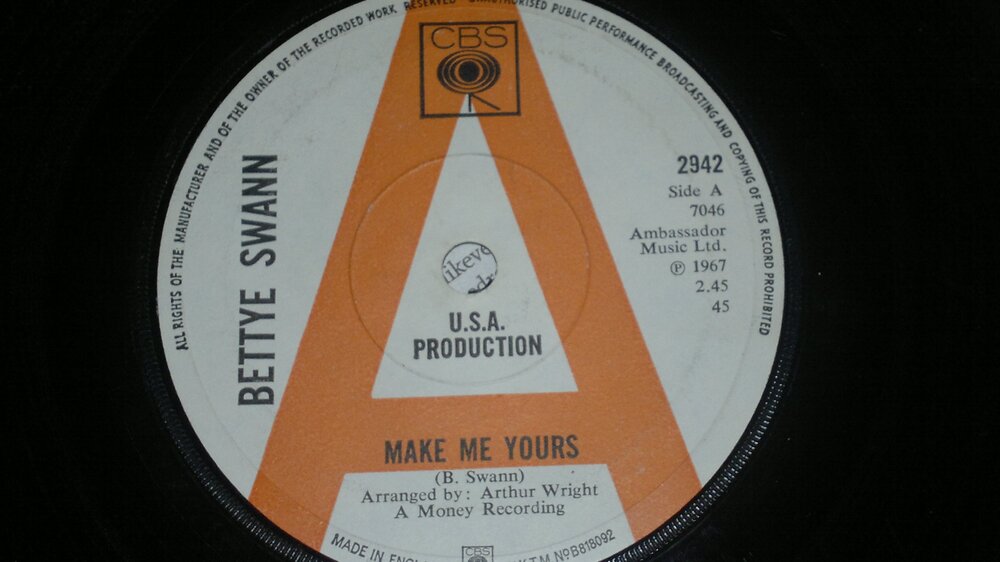 ALL RIGHTS OF THE MANUFACTURER AND OF THE OWNER OF THE RECORDED WORK RESERVED UNAUTHORISED PUBLIC PERFORMANCE BROADCASTING AND COPYING OF THIS RECORD PROHIBITED
CBS
BETTYE SWANN
2942
Side A
7046
Ambassador
Music Ltd.
℗ 1967
2.45
45
U.S.A.
PRODUCTION
MAKE ME YOURS
(B. Swann)
Arranged by: Arthur Wright
A Money Recording
MADE IN
CBS
T.M. Nº B818092